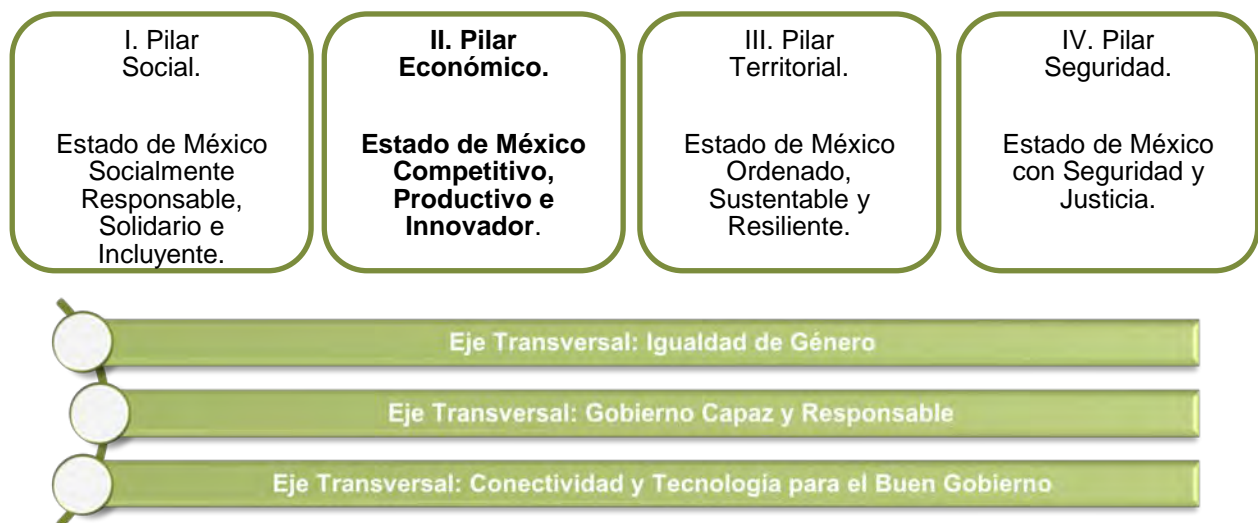 I. Pilar
Social.
Estado de México
Socialmente
Responsable,
Solidario e
Incluyente.
II. Pilar
Económico.
Estado de México
Competitivo,
Productivo e
Innovador.
III. Pilar
Territorial.
Estado de México
Ordenado,
Sustentable y
Resiliente.
IV. Pilar
Seguridad.
Estado de México
con Seguridad y
Justicia.
Eje Transversal: Igualdad de Género
Eje Transversal: Gobierno Capaz y Responsable
Eje Transversal: Conectividad y Tecnología para el Buen Gobierno